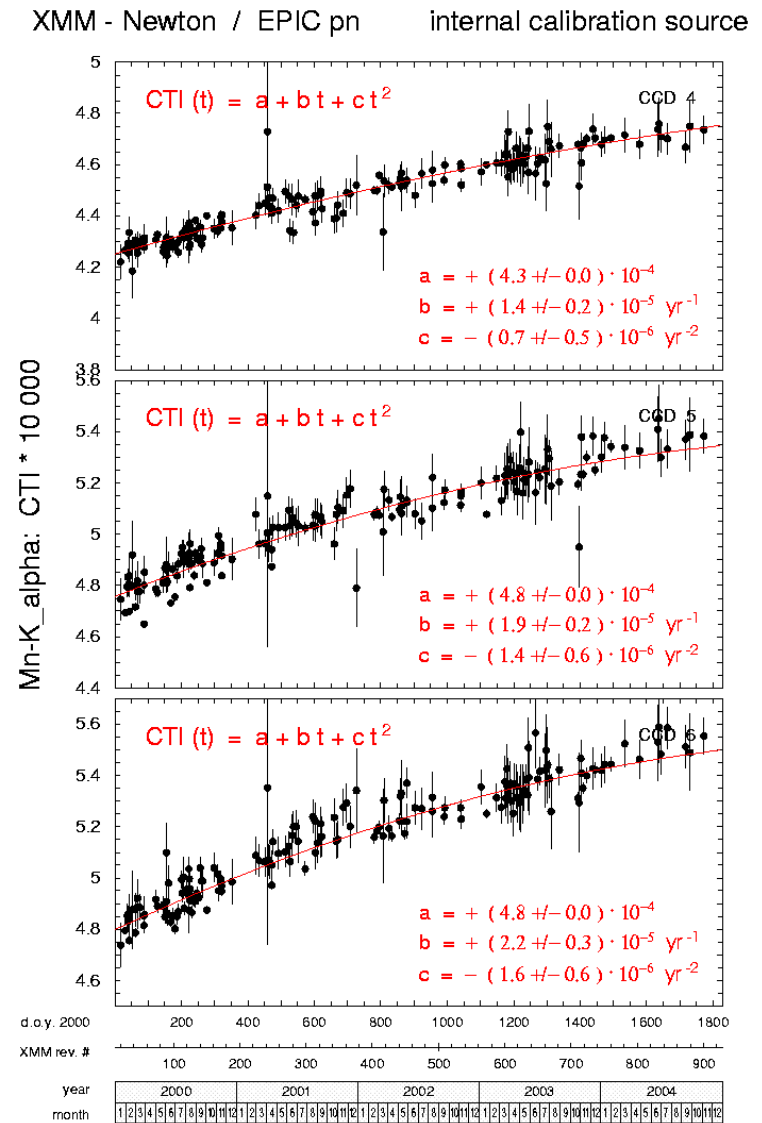 XMM - Newton / EPIC pn internal calibration source
Mn-K_alpha: CTI * 10 000
5
4.8
4.6
4.4
4.2
4
3.8
CTI (t) = a + b t + c t²
CCD 4
a = + ( 4.3 +/− 0.0 ) · 10⁻⁴
b = + ( 1.4 +/− 0.2 ) · 10⁻⁵ yr⁻¹
c = − ( 0.7 +/− 0.5 ) · 10⁻⁶ yr⁻²
5.6
5.4
5.2
5
4.8
4.6
4.4
CTI (t) = a + b t + c t²
CCD 5
a = + ( 4.8 +/− 0.0 ) · 10⁻⁴
b = + ( 1.9 +/− 0.2 ) · 10⁻⁵ yr⁻¹
c = − ( 1.4 +/− 0.6 ) · 10⁻⁶ yr⁻²
5.6
5.4
5.2
5
4.8
4.6
CTI (t) = a + b t + c t²
CCD 6
a = + ( 4.8 +/− 0.0 ) · 10⁻⁴
b = + ( 2.2 +/− 0.3 ) · 10⁻⁵ yr⁻¹
c = − ( 1.6 +/− 0.6 ) · 10⁻⁶ yr⁻²
d.o.y. 2000 200 400 600 800 1000 1200 1400 1600 1800
XMM rev. # 100 200 300 400 500 600 700 800 900
year 2000 2001 2002 2003 2004
month 1 2 3 4 5 6 7 8 9 10 11 12 1 2 3 4 5 6 7 8 9 10 11 12 1 2 3 4 5 6 7 8 9 10 11 12 1 2 3 4 5 6 7 8 9 10 11 12 1 2 3 4 5 6 7 8 9 10 11 12